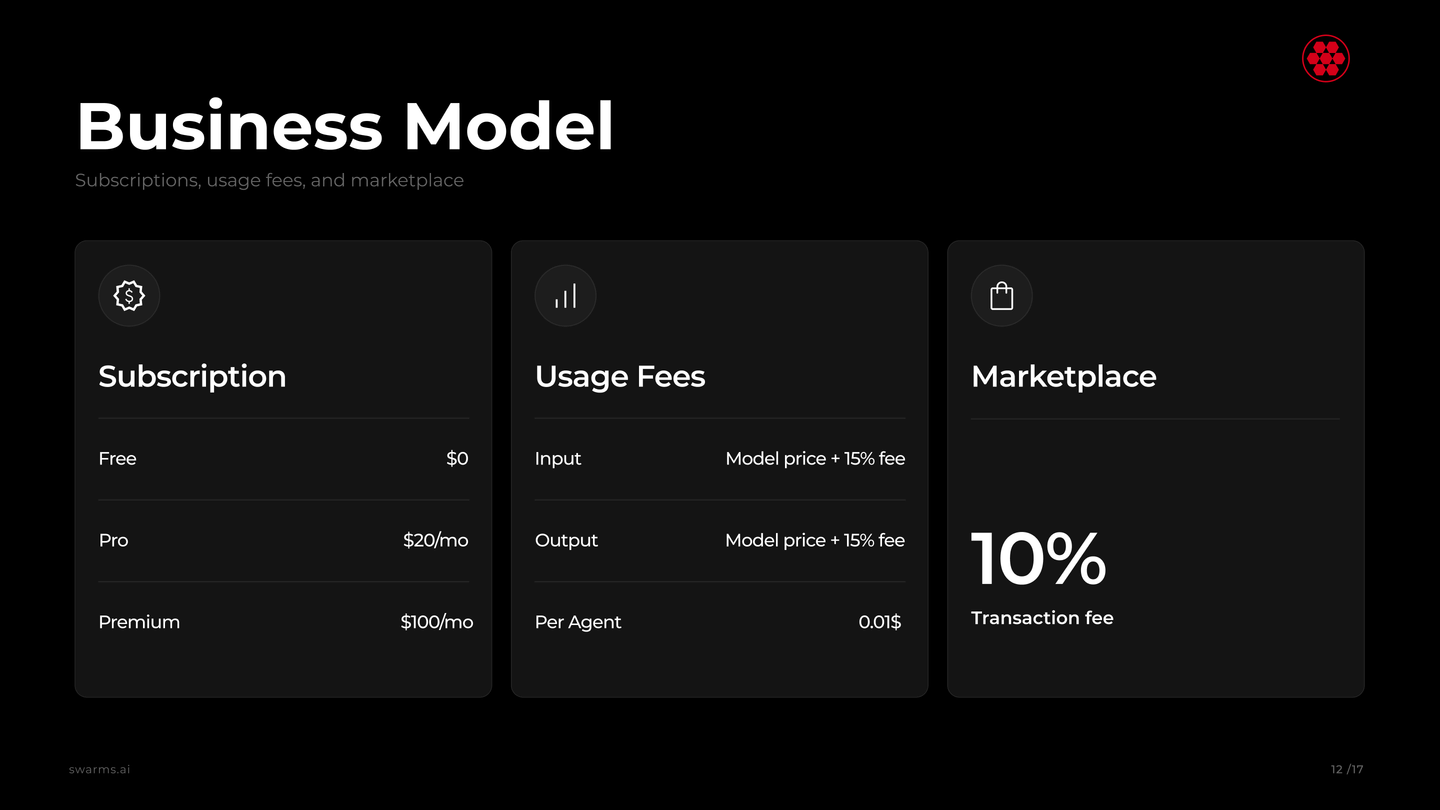 Business Model
Subscriptions, usage fees, and marketplace
Subscription
Free $0
Pro $20/mo
Premium $100/mo
Usage Fees
Input Model price + 15% fee
Output Model price + 15% fee
Per Agent 0.01$
Marketplace
10%
Transaction fee
swarms.ai
12 /17